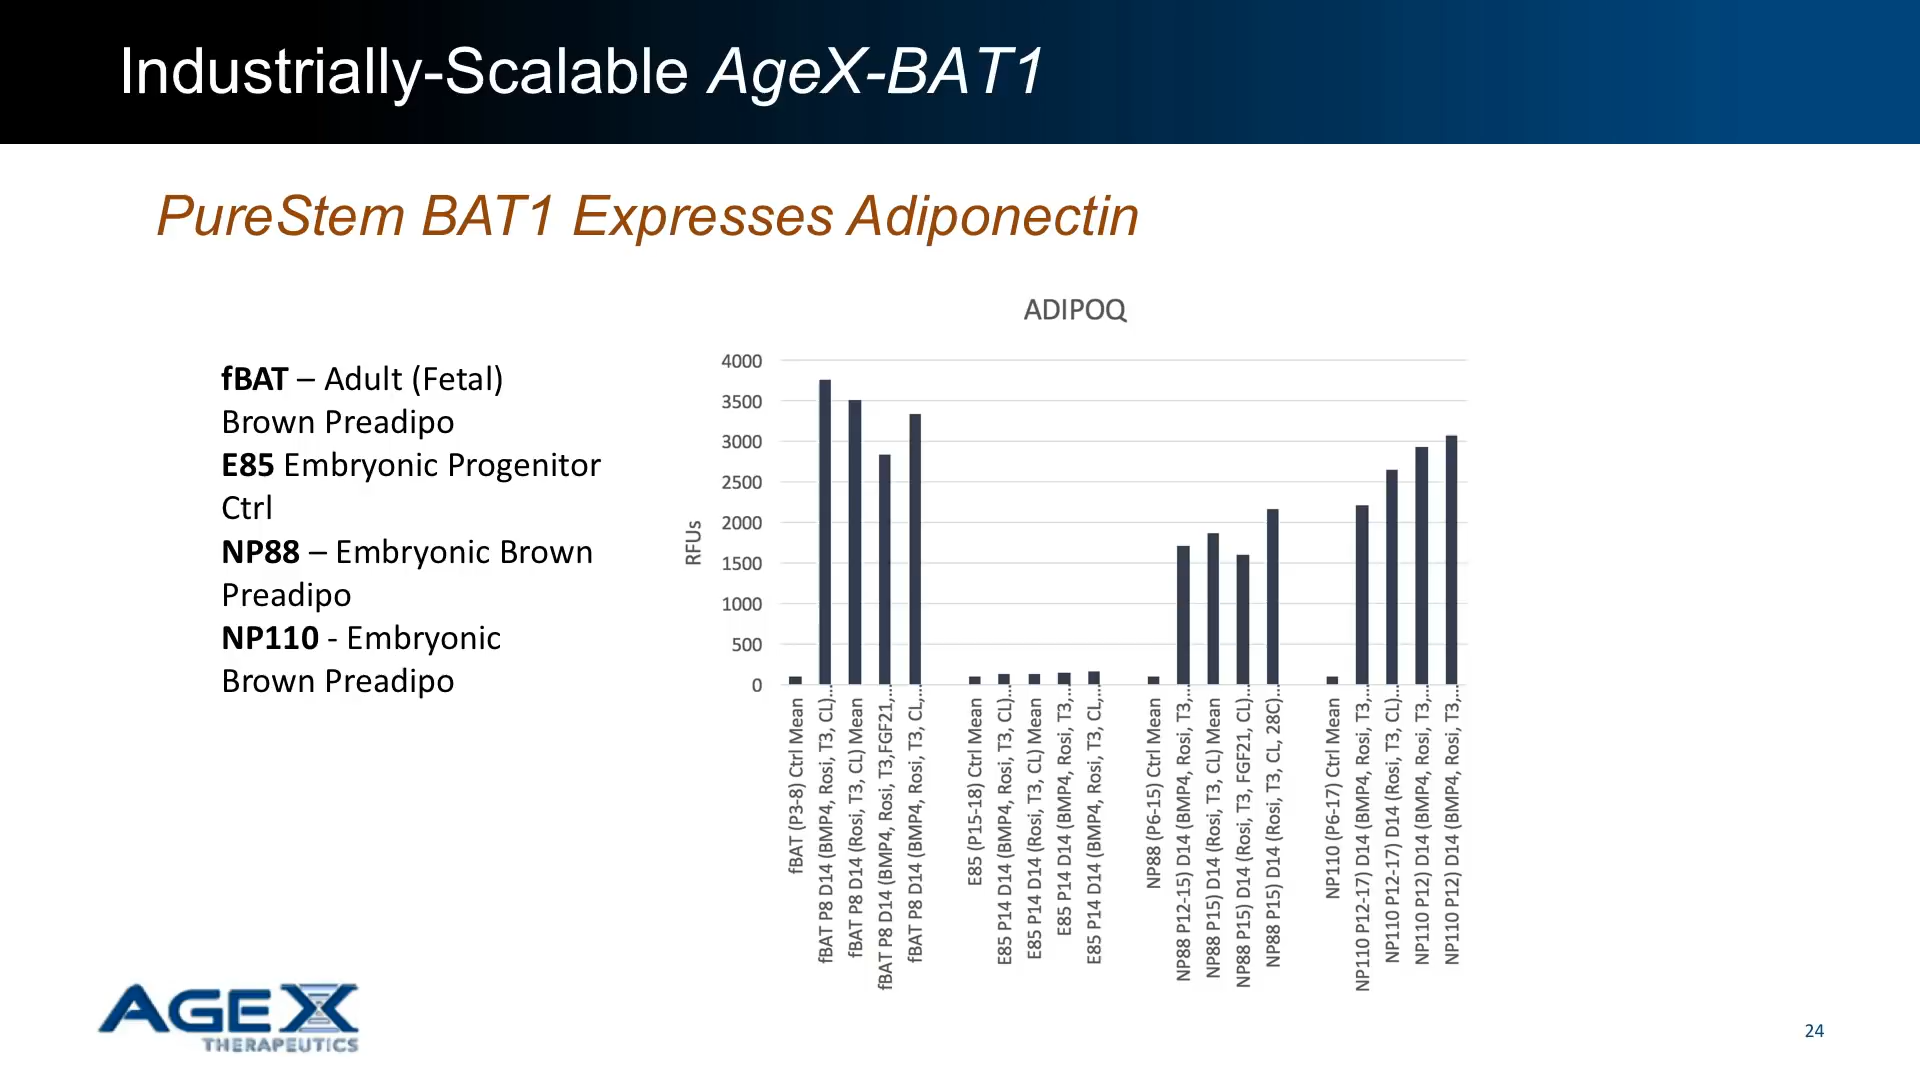 Industrially-Scalable AgeX-BAT1
PureStem BAT1 Expresses Adiponectin
fBAT – Adult (Fetal)
Brown Preadipo
E85 Embryonic Progenitor
Ctrl
NP88 – Embryonic Brown
Preadipo
NP110 - Embryonic
Brown Preadipo
ADIPOQ
RFUs
4000
3500
3000
2500
2000
1500
1000
500
0
fBAT (P3-8) Ctrl Mean
fBAT P8 D14 (BMP4, Rosi, T3, CL)...
fBAT P8 D14 (Rosi, T3, CL) Mean
fBAT P8 D14 (BMP4, Rosi, T3,FGF21,...
fBAT P8 D14 (BMP4, Rosi, T3, CL,...
E85 (P15-18) Ctrl Mean
E85 P14 D14 (BMP4, Rosi, T3, CL)...
E85 P14 D14 (Rosi, T3, CL) Mean
E85 P14 D14 (BMP4, Rosi, T3,...
E85 P14 D14 (BMP4, Rosi, T3, CL,...
NP88 (P6-15) Ctrl Mean
NP88 P12-15) D14 (BMP4, Rosi, T3,...
NP88 P15) D14 (Rosi, T3, CL) Mean
NP88 P15) D14 (Rosi, T3, FGF21, CL)...
NP88 P15) D14 (Rosi, T3, CL, 28C)...
NP110 (P6-17) Ctrl Mean
NP110 P12-17) D14 (BMP4, Rosi, T3,...
NP110 P12-17) D14 (Rosi, T3, CL)...
NP110 P12) D14 (BMP4, Rosi, T3,...
NP110 P12) D14 (BMP4, Rosi, T3,...
AGEX
THERAPEUTICS
24